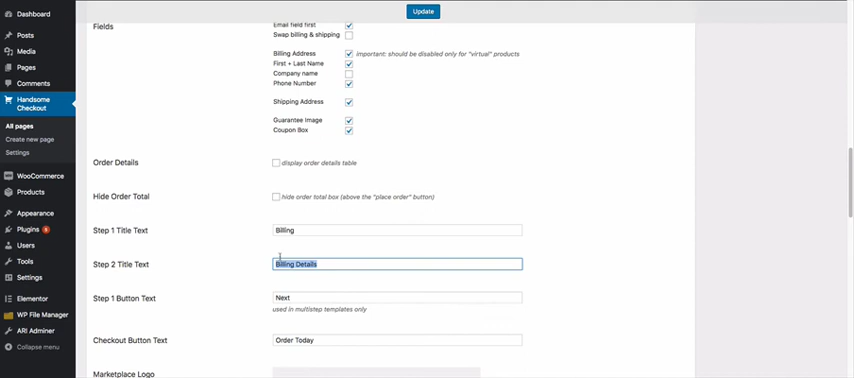 Update
Dashboard
Posts
Media
Pages
Comments
Handsome
Checkout
All pages
Create new page
Settings
WooCommerce
Products
Appearance
Plugins 5
Users
Tools
Settings
Elementor
WP File Manager
ARI Adminer
Collapse menu
Fields
Email field first
Swap billing & shipping
Billing Address important: should be disabled only for "virtual" products
First + Last Name
Company name
Phone Number
Shipping Address
Guarantee Image
Coupon Box
Order Details display order details table
Hide Order Total hide order total box (above the "place order" button)
Step 1 Title Text Billing
Step 2 Title Text Billing Details
Step 1 Button Text Next
used in multistep templates only
Checkout Button Text Order Today
Marketplace Logo